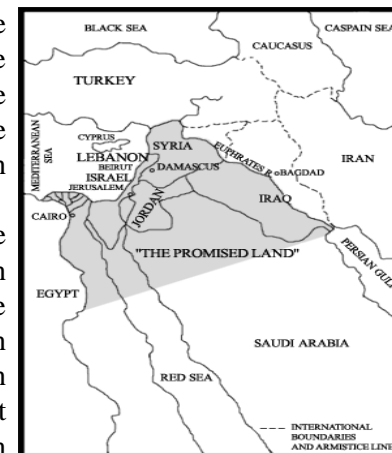 BLACK SEA
CASPAIN SEA
CAUCASUS
TURKEY
MEDITERRANEAN
SEA
CYPRUS
SYRIA
LEBANON
BEIRUT
DAMASCUS
EUPHRATES R
BAGDAD
IRAN
ISRAEL
JERUSALEM
JORDAN
IRAQ
CAIRO
"THE PROMISED LAND"
PERSIAN GULF
EGYPT
SAUDI ARABIA
RED SEA
INTERNATIONAL
BOUNDARIES
AND ARMISTICE LINE